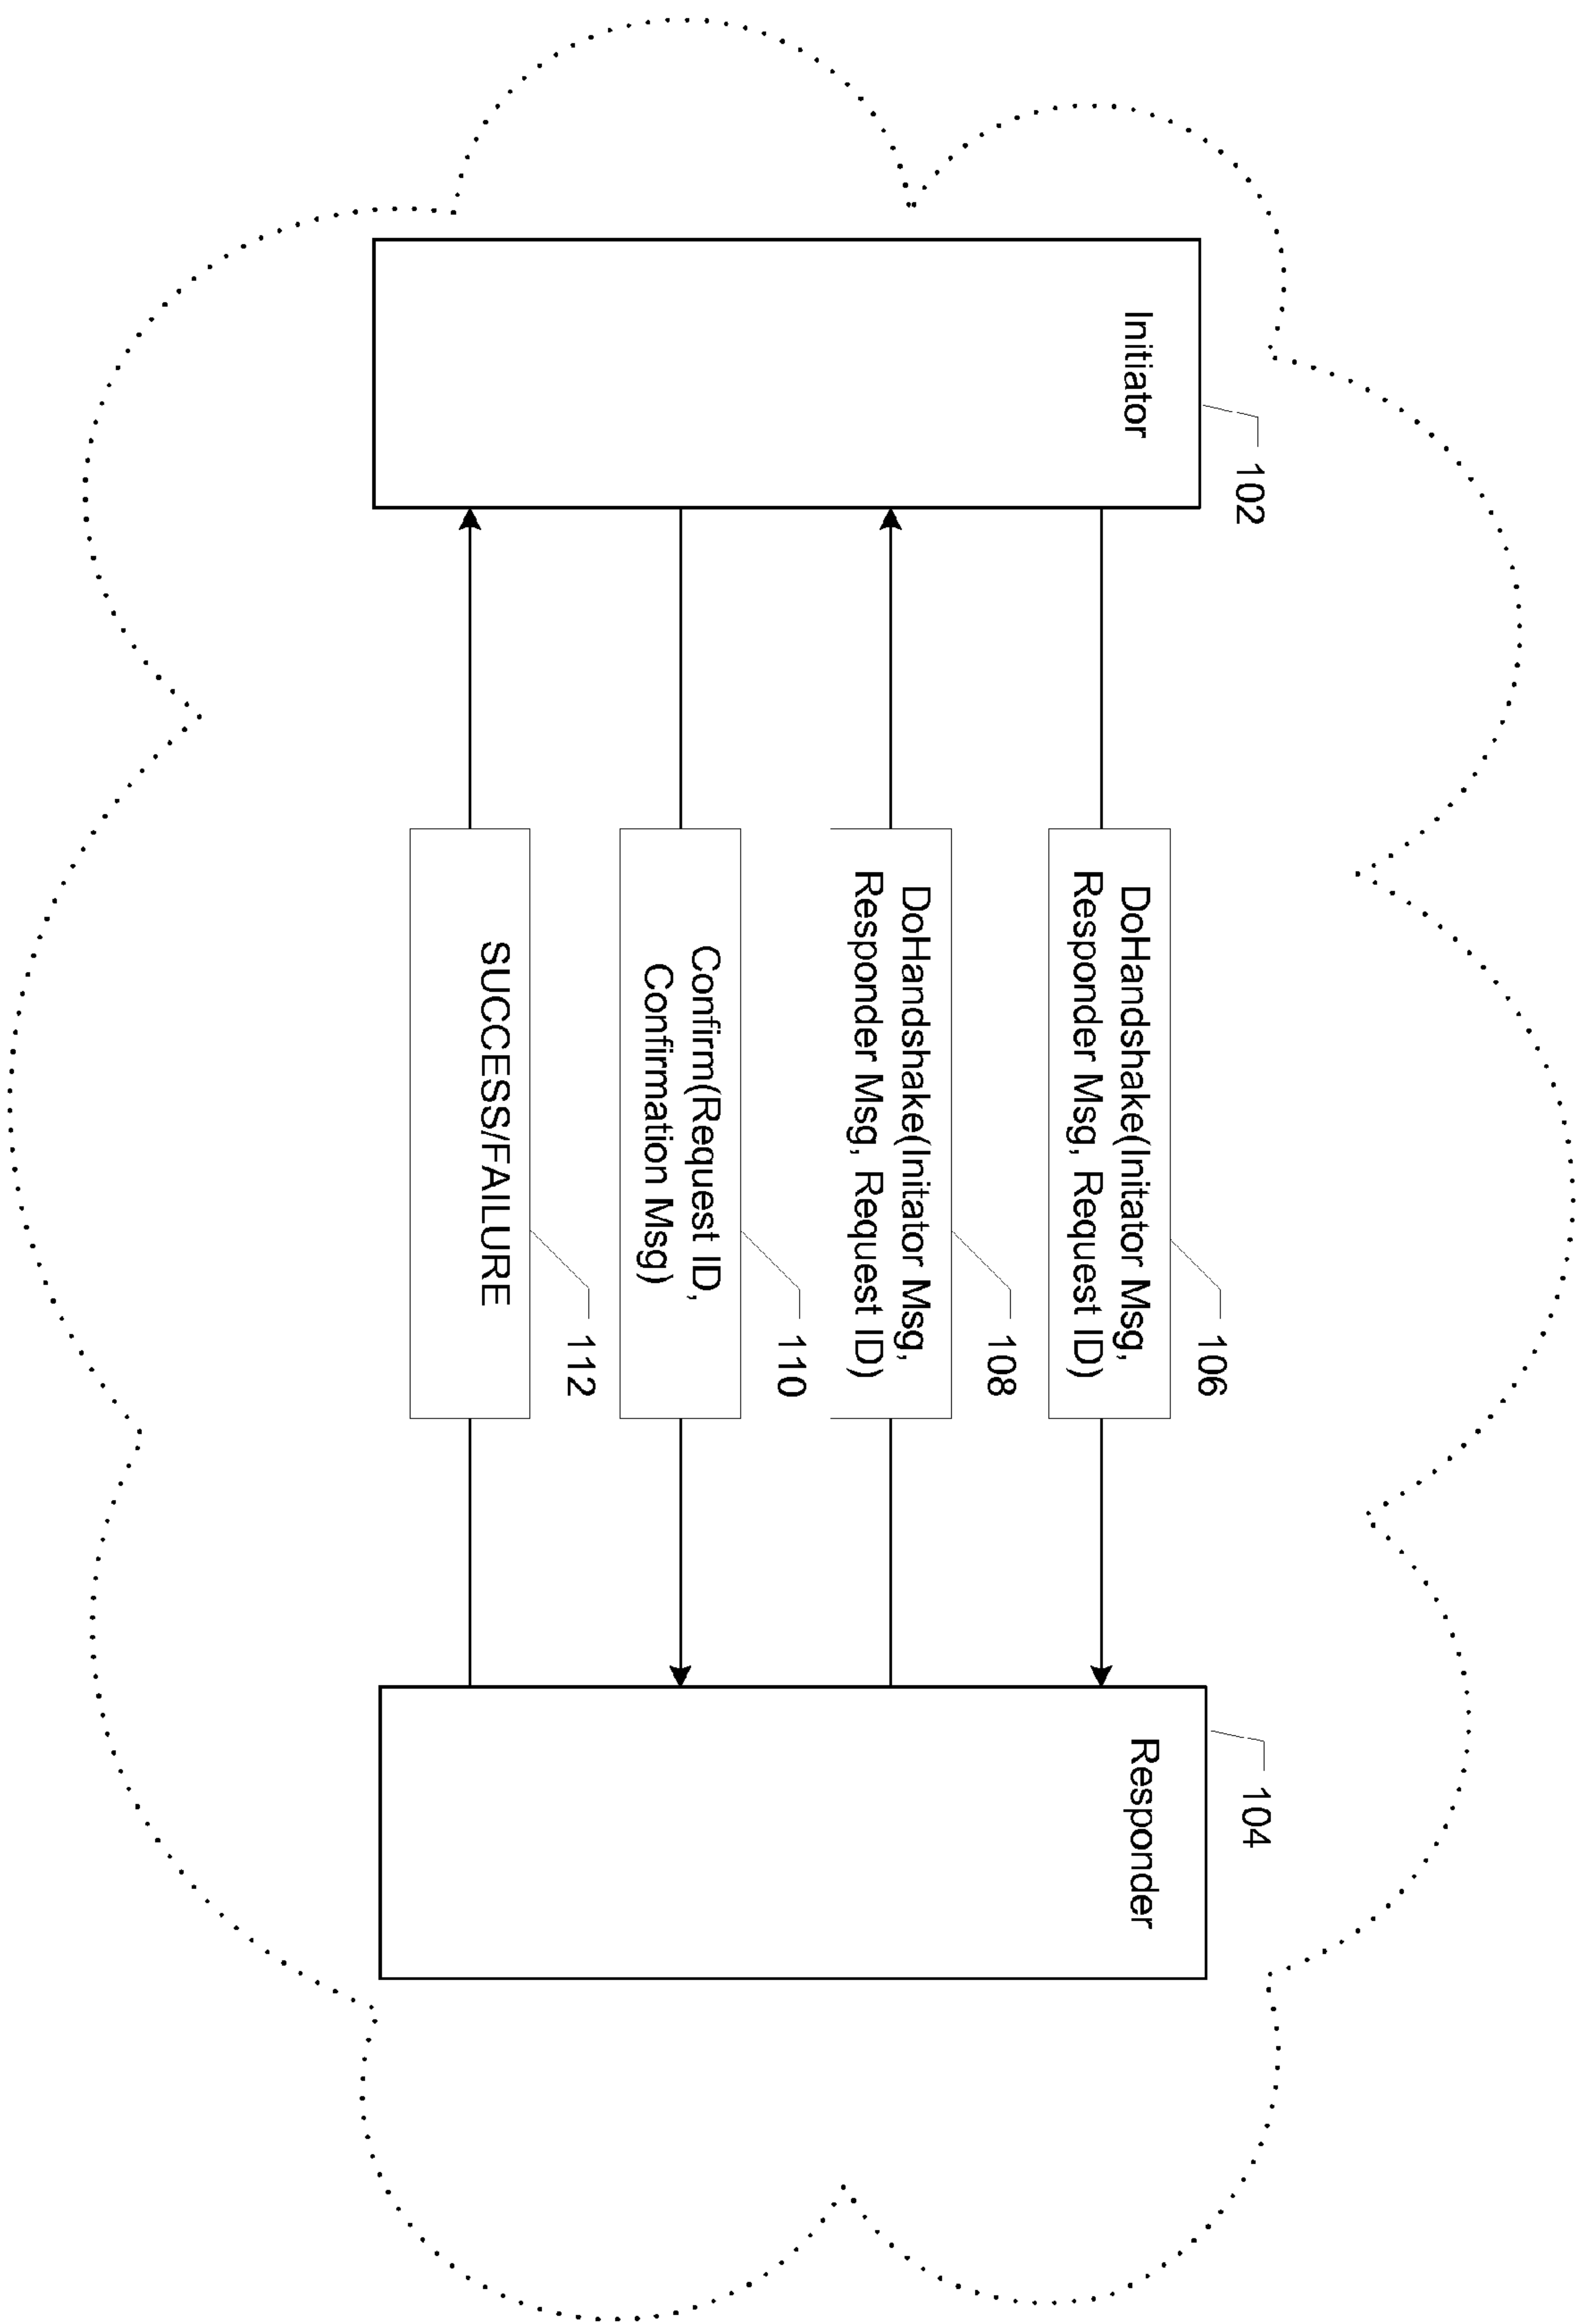 102
Initiator
104
Responder
106
DoHandshake(Initator Msg,
Responder Msg, Request ID)
108
DoHandshake(Initator Msg,
Responder Msg, Request ID)
110
Confirm(Request ID,
Confirmation Msg)
112
SUCCESS/FAILURE